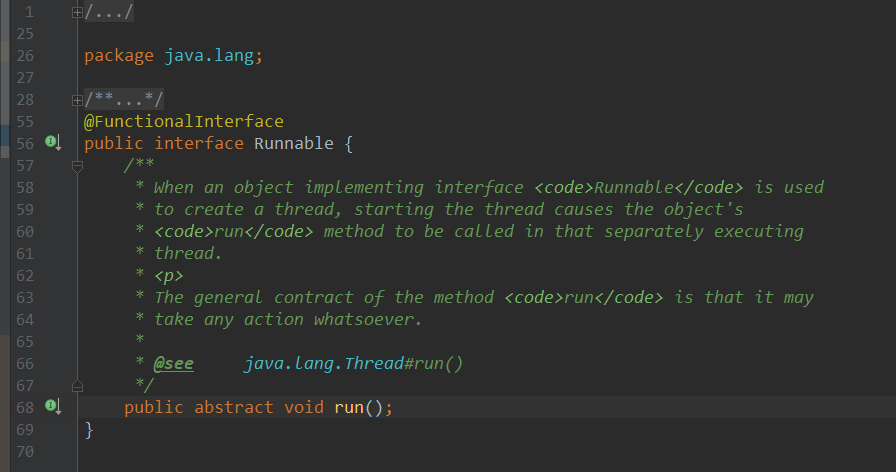 1 /.../
25
26 package java.lang;
27
28 /**...*/
55 @FunctionalInterface
56 public interface Runnable {
57 /**
58 * When an object implementing interface <code>Runnable</code> is used
59 * to create a thread, starting the thread causes the object's
60 * <code>run</code> method to be called in that separately executing
61 * thread.
62 * <p>
63 * The general contract of the method <code>run</code> is that it may
64 * take any action whatsoever.
65 *
66 * @see java.lang.Thread#run()
67 */
68 public abstract void run();
69 }
70